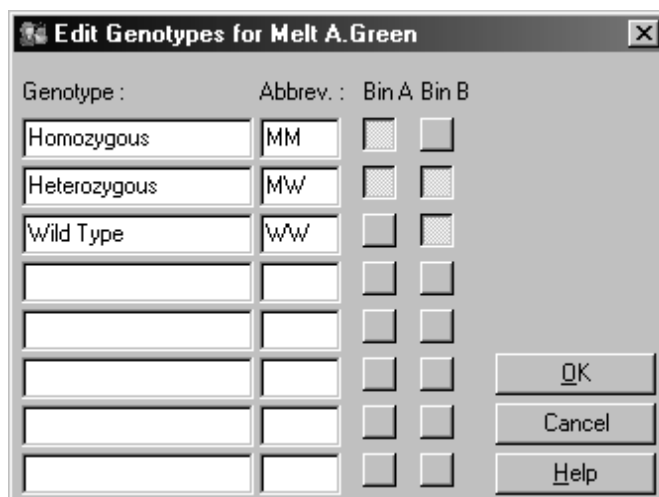 Edit Genotypes for Melt A.Green
Genotype : Abbrev. : Bin A Bin B
Homozygous MM
Heterozygous MW
Wild Type WW
OK
Cancel
Help